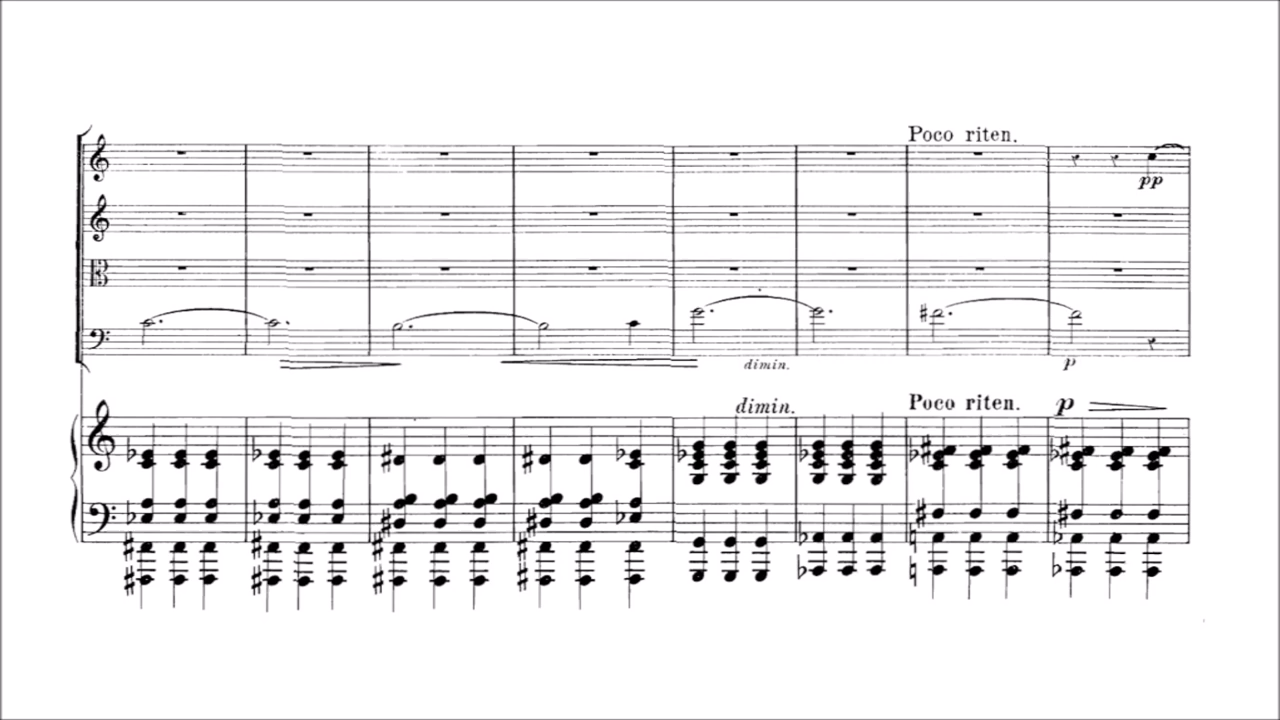 Poco riten.
pp
dimin.
p
dimin.
Poco riten.
p